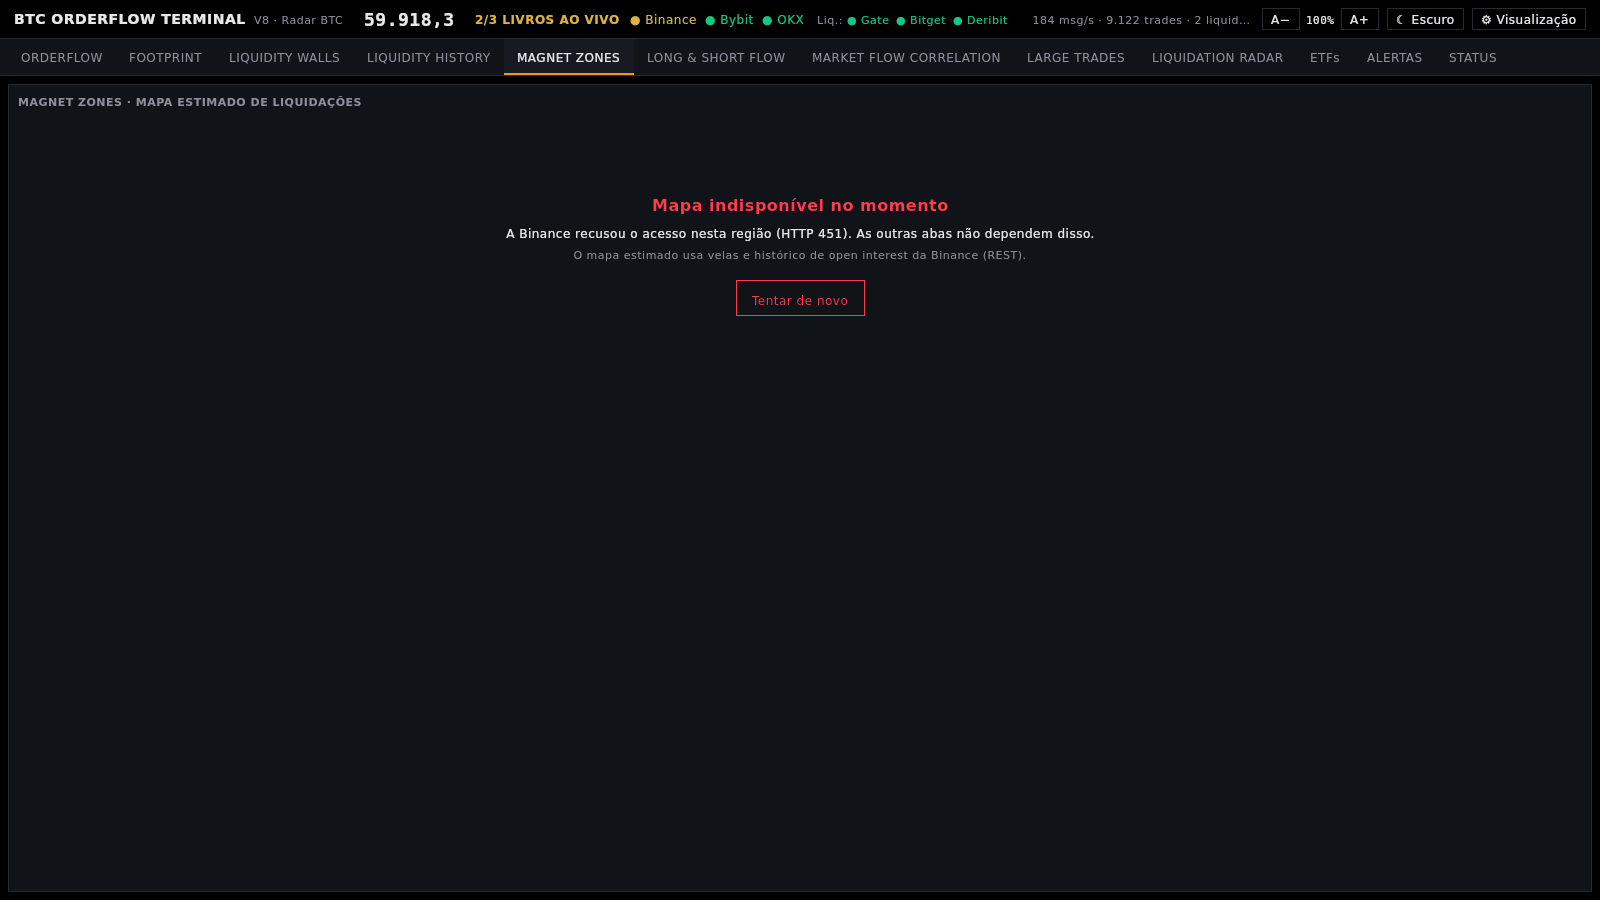 BTC ORDERFLOW TERMINAL V8 · Radar BTC 59.918,3 2/3 LIVROS AO VIVO ● Binance ● Bybit ● OKX Liq.: ● Gate ● Bitget ● Deribit 184 msg/s · 9.122 trades · 2 liquid… A− 100% A+ ☾ Escuro ⚙ Visualização
ORDERFLOW FOOTPRINT LIQUIDITY WALLS LIQUIDITY HISTORY MAGNET ZONES LONG & SHORT FLOW MARKET FLOW CORRELATION LARGE TRADES LIQUIDATION RADAR ETFs ALERTAS STATUS
MAGNET ZONES · MAPA ESTIMADO DE LIQUIDAÇÕES
Mapa indisponível no momento
A Binance recusou o acesso nesta região (HTTP 451). As outras abas não dependem disso.
O mapa estimado usa velas e histórico de open interest da Binance (REST).
Tentar de novo